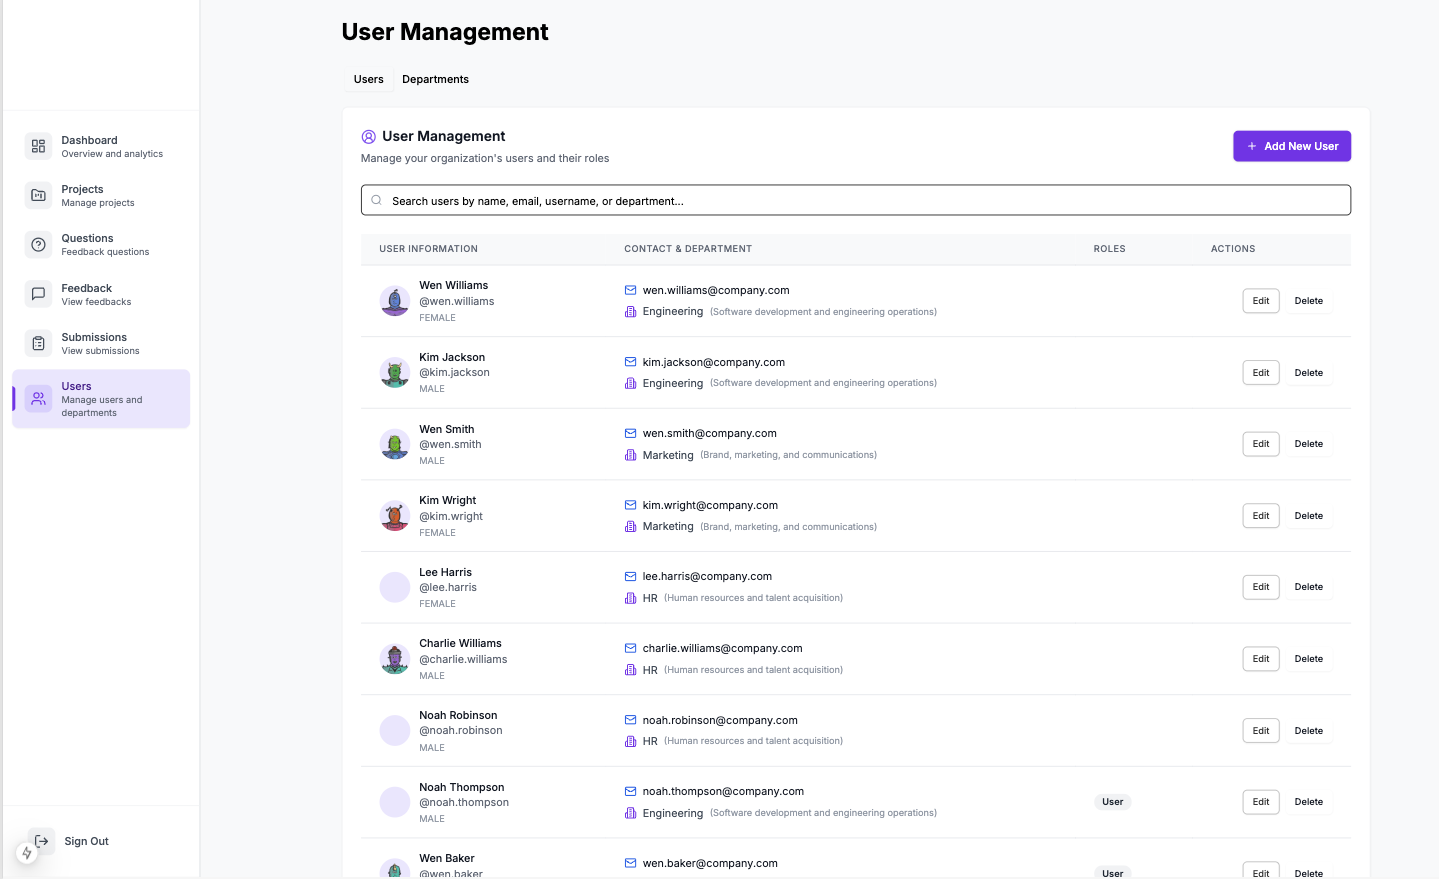 User Management
Users
Departments
Dashboard
Overview and analytics
Projects
Manage projects
Questions
Feedback questions
Feedback
View feedbacks
Submissions
View submissions
Users
Manage users and
departments
Sign Out
User Management
Manage your organization's users and their roles
Add New User
Search users by name, email, username, or department...
USER INFORMATION
CONTACT & DEPARTMENT
ROLES
ACTIONS
Wen Williams
@wen.williams
FEMALE
wen.williams@company.com
Engineering (Software development and engineering operations)
Edit
Delete
Kim Jackson
@kim.jackson
MALE
kim.jackson@company.com
Engineering (Software development and engineering operations)
Edit
Delete
Wen Smith
@wen.smith
MALE
wen.smith@company.com
Marketing (Brand, marketing, and communications)
Edit
Delete
Kim Wright
@kim.wright
FEMALE
kim.wright@company.com
Marketing (Brand, marketing, and communications)
Edit
Delete
Lee Harris
@lee.harris
FEMALE
lee.harris@company.com
HR (Human resources and talent acquisition)
Edit
Delete
Charlie Williams
@charlie.williams
MALE
charlie.williams@company.com
HR (Human resources and talent acquisition)
Edit
Delete
Noah Robinson
@noah.robinson
MALE
noah.robinson@company.com
HR (Human resources and talent acquisition)
Edit
Delete
Noah Thompson
@noah.thompson
MALE
noah.thompson@company.com
Engineering (Software development and engineering operations)
User
Edit
Delete
Wen Baker
@wen.baker
wen.baker@company.com
User
Edit
Delete